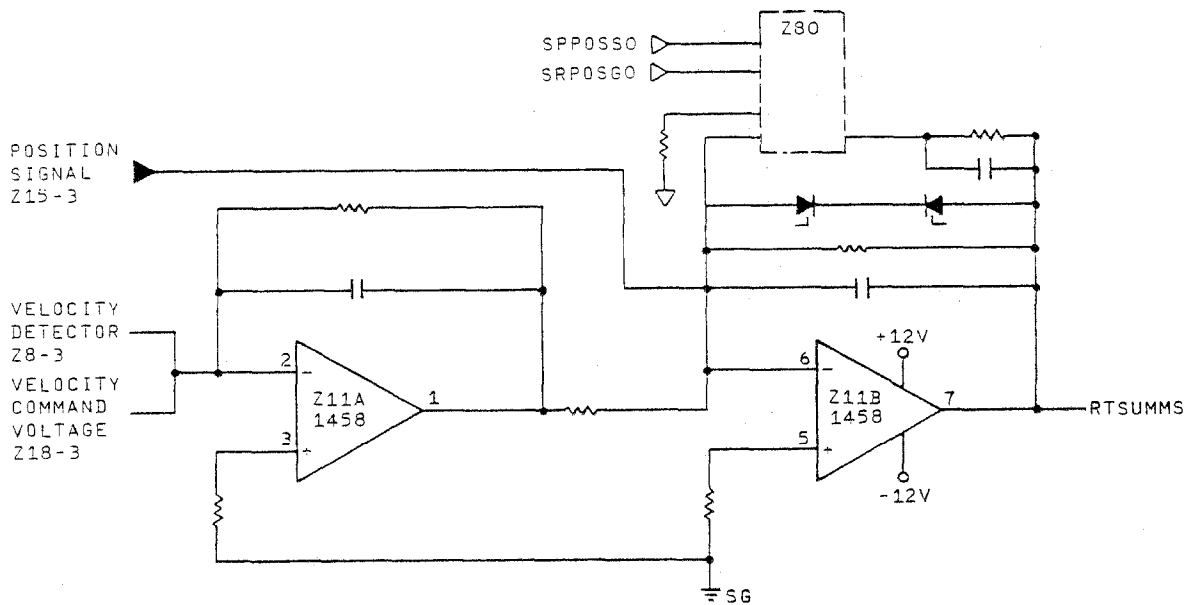 Z80
SPPOSSO
SRPOSGO
POSITION
SIGNAL
Z15-3
VELOCITY
DETECTOR
Z8-3
VELOCITY
COMMAND
VOLTAGE
Z18-3
2
-
Z11A
1458
1
3
+
+12V
6
-
Z11B
1458
7
RTSUMMS
5
+
-12V
SG